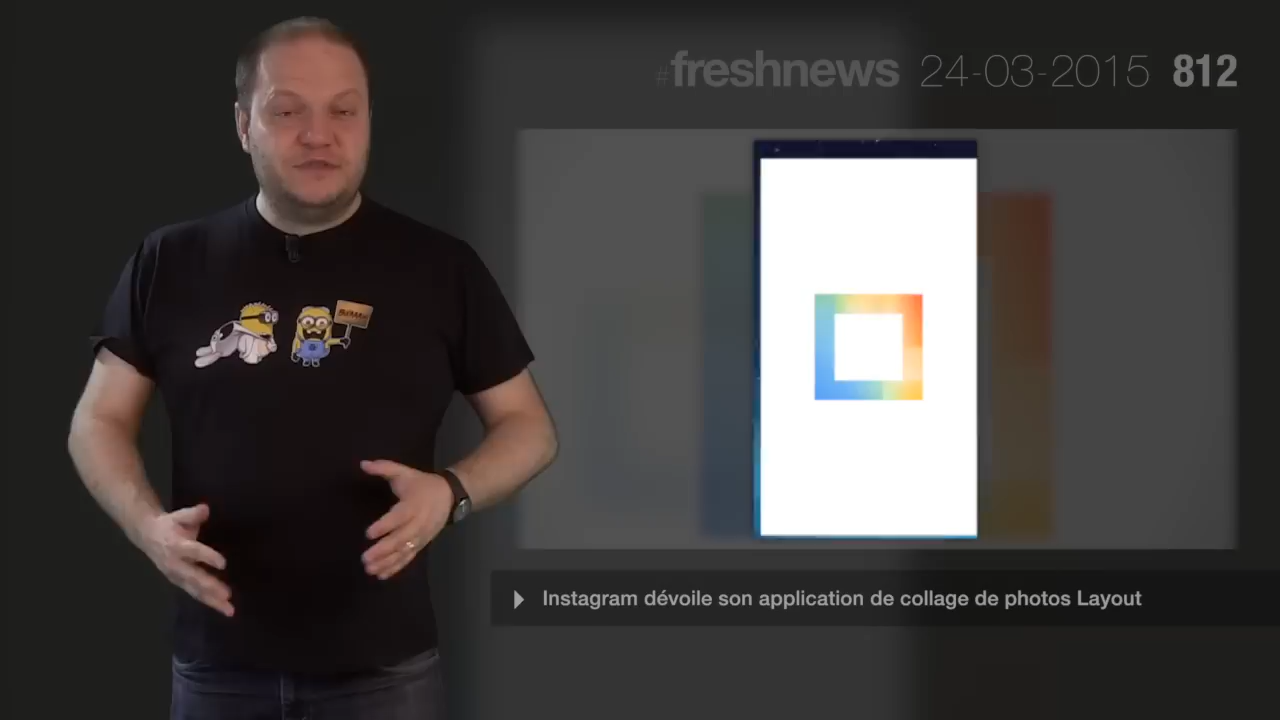 #freshnews 24-03-2015 812
Instagram dévoile son application de collage de photos Layout